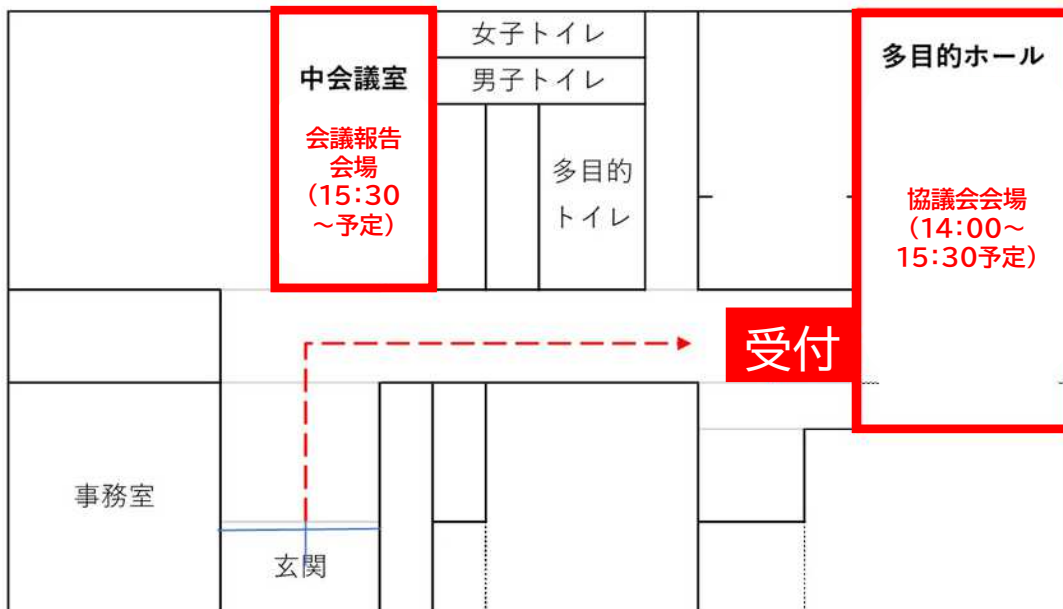 女子トイレ
男子トイレ
中会議室
会議報告
会場
(15:30
～予定)
多目的
トイレ
多目的ホール
協議会会場
(14:00～
15:30予定)
受付
事務室
玄関